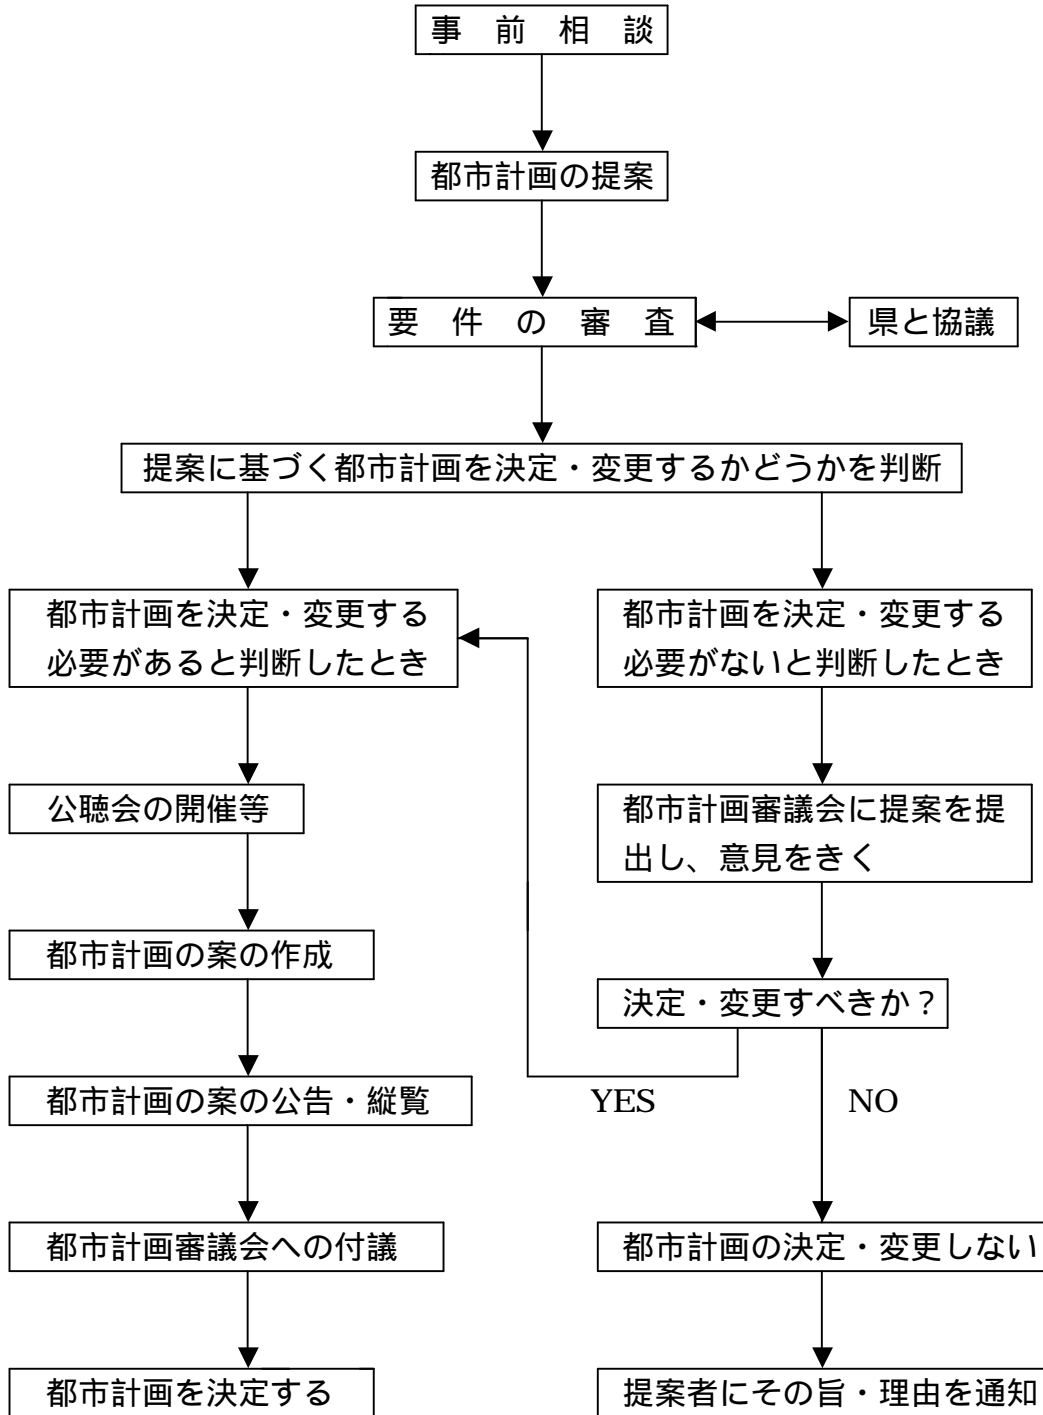 事　前　相　談
都市計画の提案
要　件　の　審　査
県と協議
提案に基づく都市計画を決定・変更するかどうかを判断
都市計画を決定・変更する
必要があると判断したとき
都市計画を決定・変更する
必要がないと判断したとき
公聴会の開催等
都市計画審議会に提案を提
出し、意見をきく
都市計画の案の作成
決定・変更すべきか？
都市計画の案の公告・縦覧
YES
NO
都市計画審議会への付議
都市計画の決定・変更しない
都市計画を決定する
提案者にその旨・理由を通知